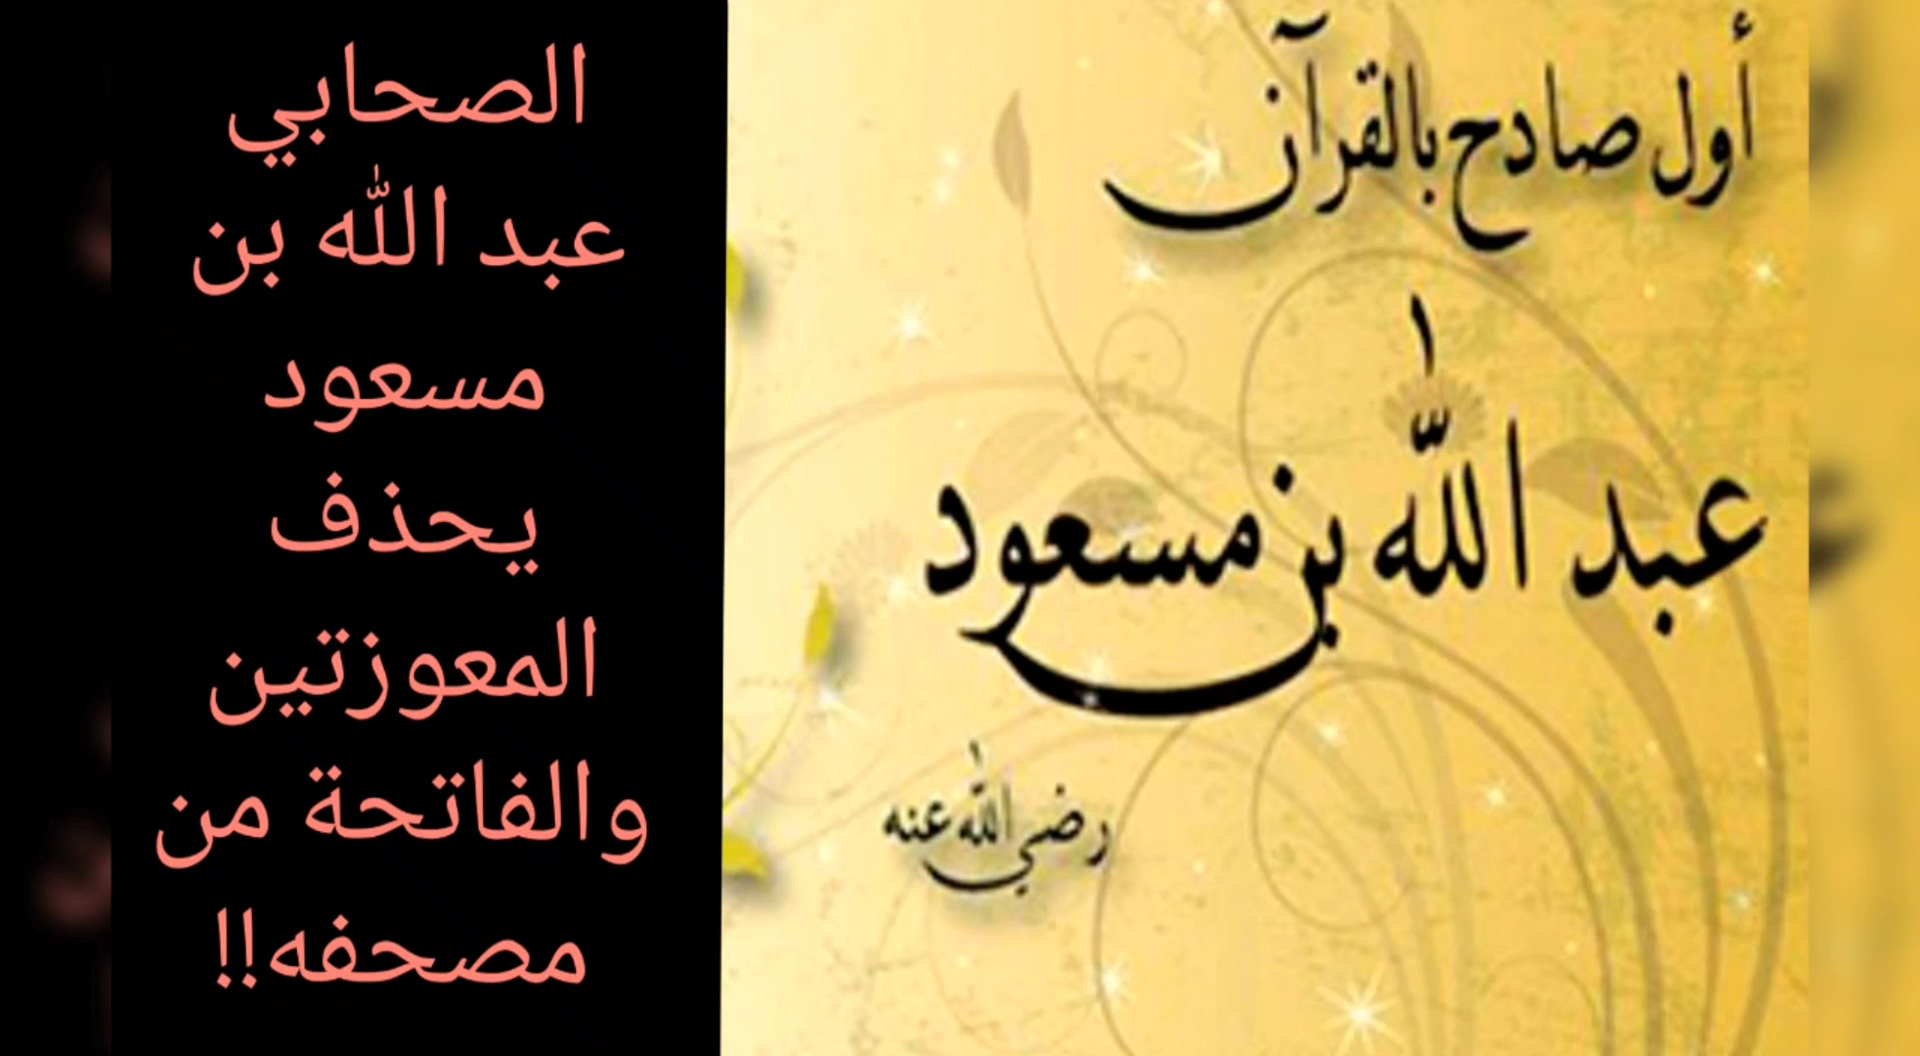 أول صادح بالقرآن
عبد الله بن مسعود
رضي الله عنه
الصحابي
عبد الله بن
مسعود
يحذف
المعوزتين
والفاتحة من
مصحفه!!